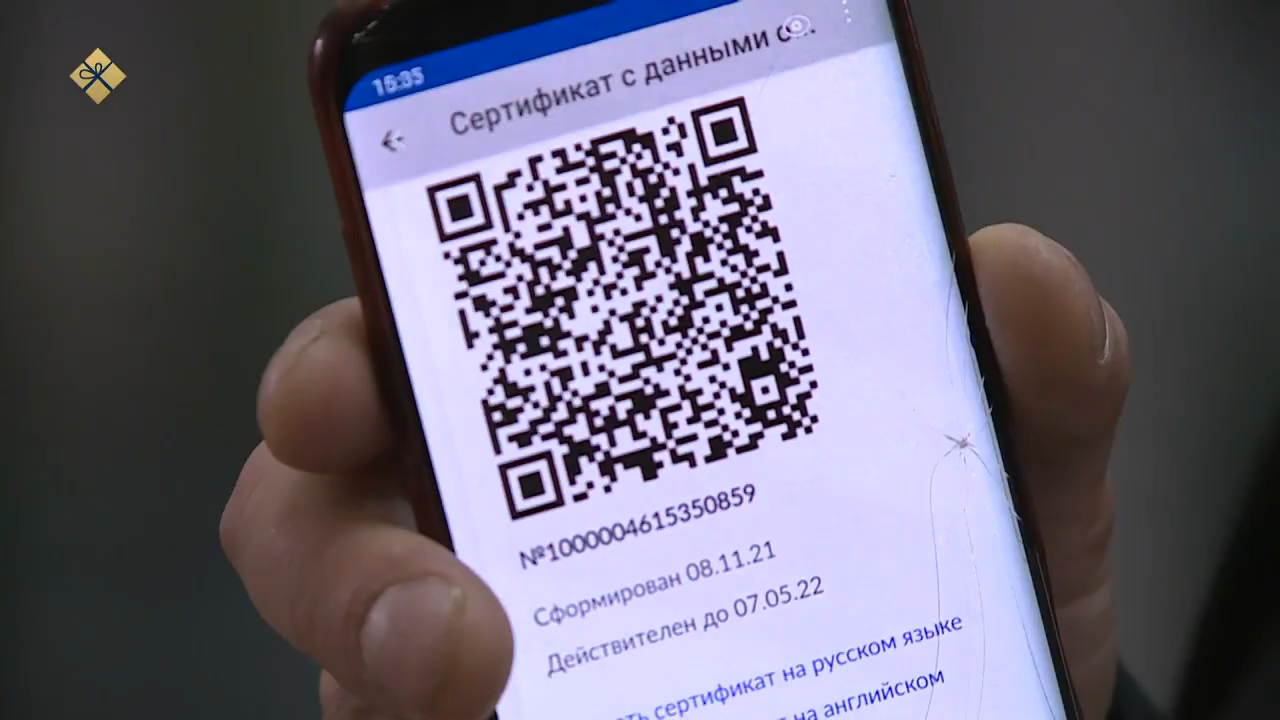 15:35
Сертификат с данными о...
№1000004615350859
Сформирован 08.11.21
Действителен до 07.05.22
сертификат на русском языке
на английском